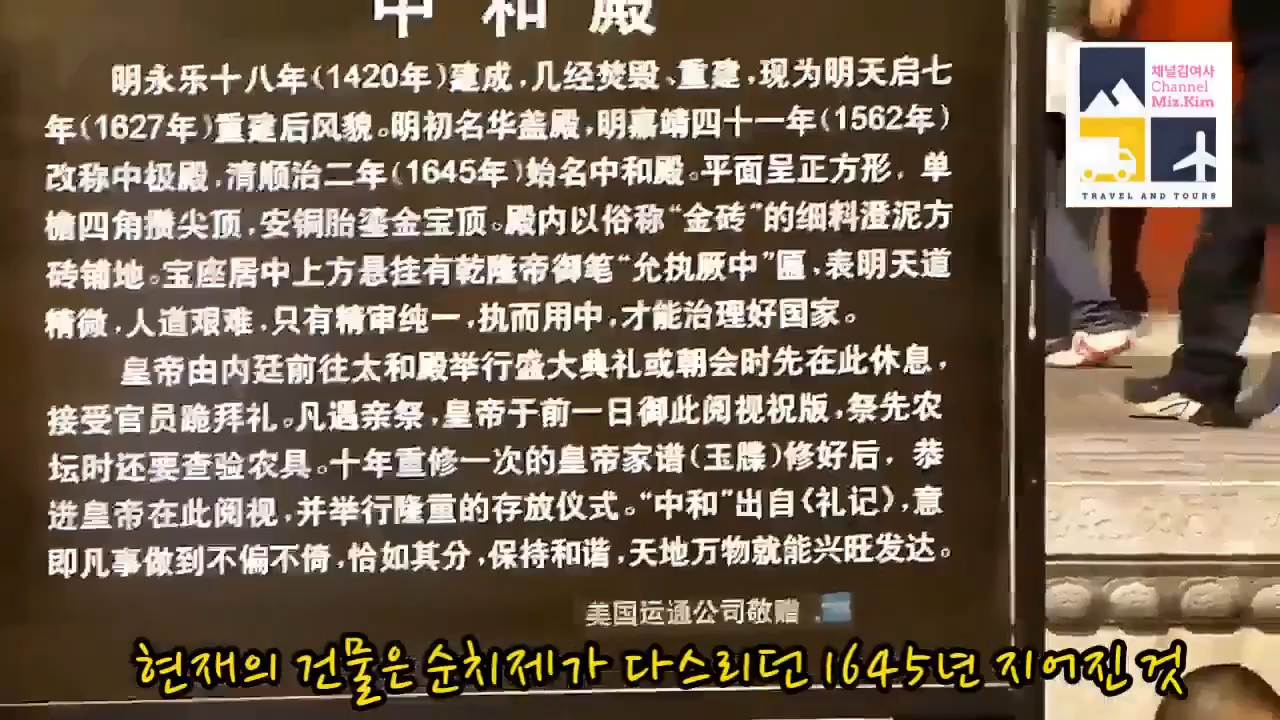 中和殿
明永乐十八年（1420年）建成，几经焚毁、重建，现为明天启七
年（1627年）重建后风貌。明初名华盖殿，明嘉靖四十一年（1562年）
改称中极殿，清顺治二年（1645年）始名中和殿。平面呈正方形，单
檐四角攒尖顶，安铜胎鎏金宝顶。殿内以俗称“金砖”的细料澄泥方
砖铺地。宝座居中上方悬挂有乾隆帝御笔“允执厥中”匾，表明天道
精微，人道艰难，只有精审纯一，执而用中，才能治理好国家。
皇帝由内廷前往太和殿举行盛大典礼或朝会时先在此休息，
接受官员跪拜礼。凡遇亲祭，皇帝于前一日御此阅视祝版，祭先农
坛时还要查验农具。十年重修一次的皇帝家谱（玉牒）修好后，恭
进皇帝在此阅视，并举行隆重的存放仪式。“中和”出自《礼记》，意
即凡事做到不偏不倚，恰如其分，保持和谐，天地万物就能兴旺发达。
美国运通公司敬赠
채널김여사
Channel
Miz.Kim
TRAVEL AND TOURS
현재의 건물은 순치제가 다스리던 1645년 지어진 것